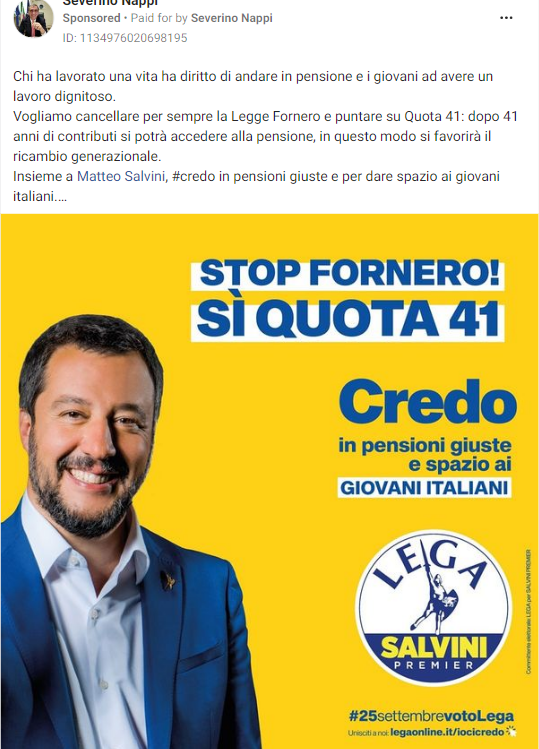 Severino Nappi
Sponsored • Paid for by Severino Nappi
ID: 1134976020698195
Chi ha lavorato una vita ha diritto di andare in pensione e i giovani ad avere un
lavoro dignitoso.
Vogliamo cancellare per sempre la Legge Fornero e puntare su Quota 41: dopo 41
anni di contributi si potrà accedere alla pensione, in questo modo si favorirà il
ricambio generazionale.
Insieme a Matteo Salvini, #credo in pensioni giuste e per dare spazio ai giovani
italiani.…
STOP FORNERO!
SÌ QUOTA 41
Credo
in pensioni giuste
e spazio ai
GIOVANI ITALIANI
LEGA
SALVINI
PREMIER
Committente elettorale LEGA per SALVINI PREMIER
#25settembrevotoLega
Unisciti a noi: legaonline.it/iocicredo